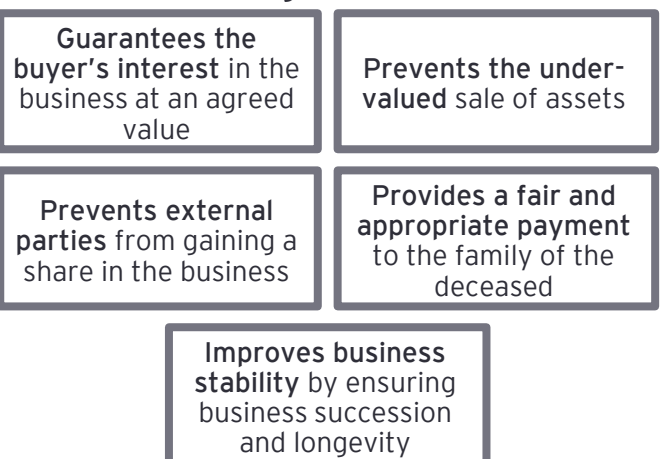 Guarantees the
buyer's interest in the
business at an agreed
value
Prevents the under-
valued sale of assets
Prevents external
parties from gaining a
share in the business
Provides a fair and
appropriate payment
to the family of the
deceased
Improves business
stability by ensuring
business succession
and longevity